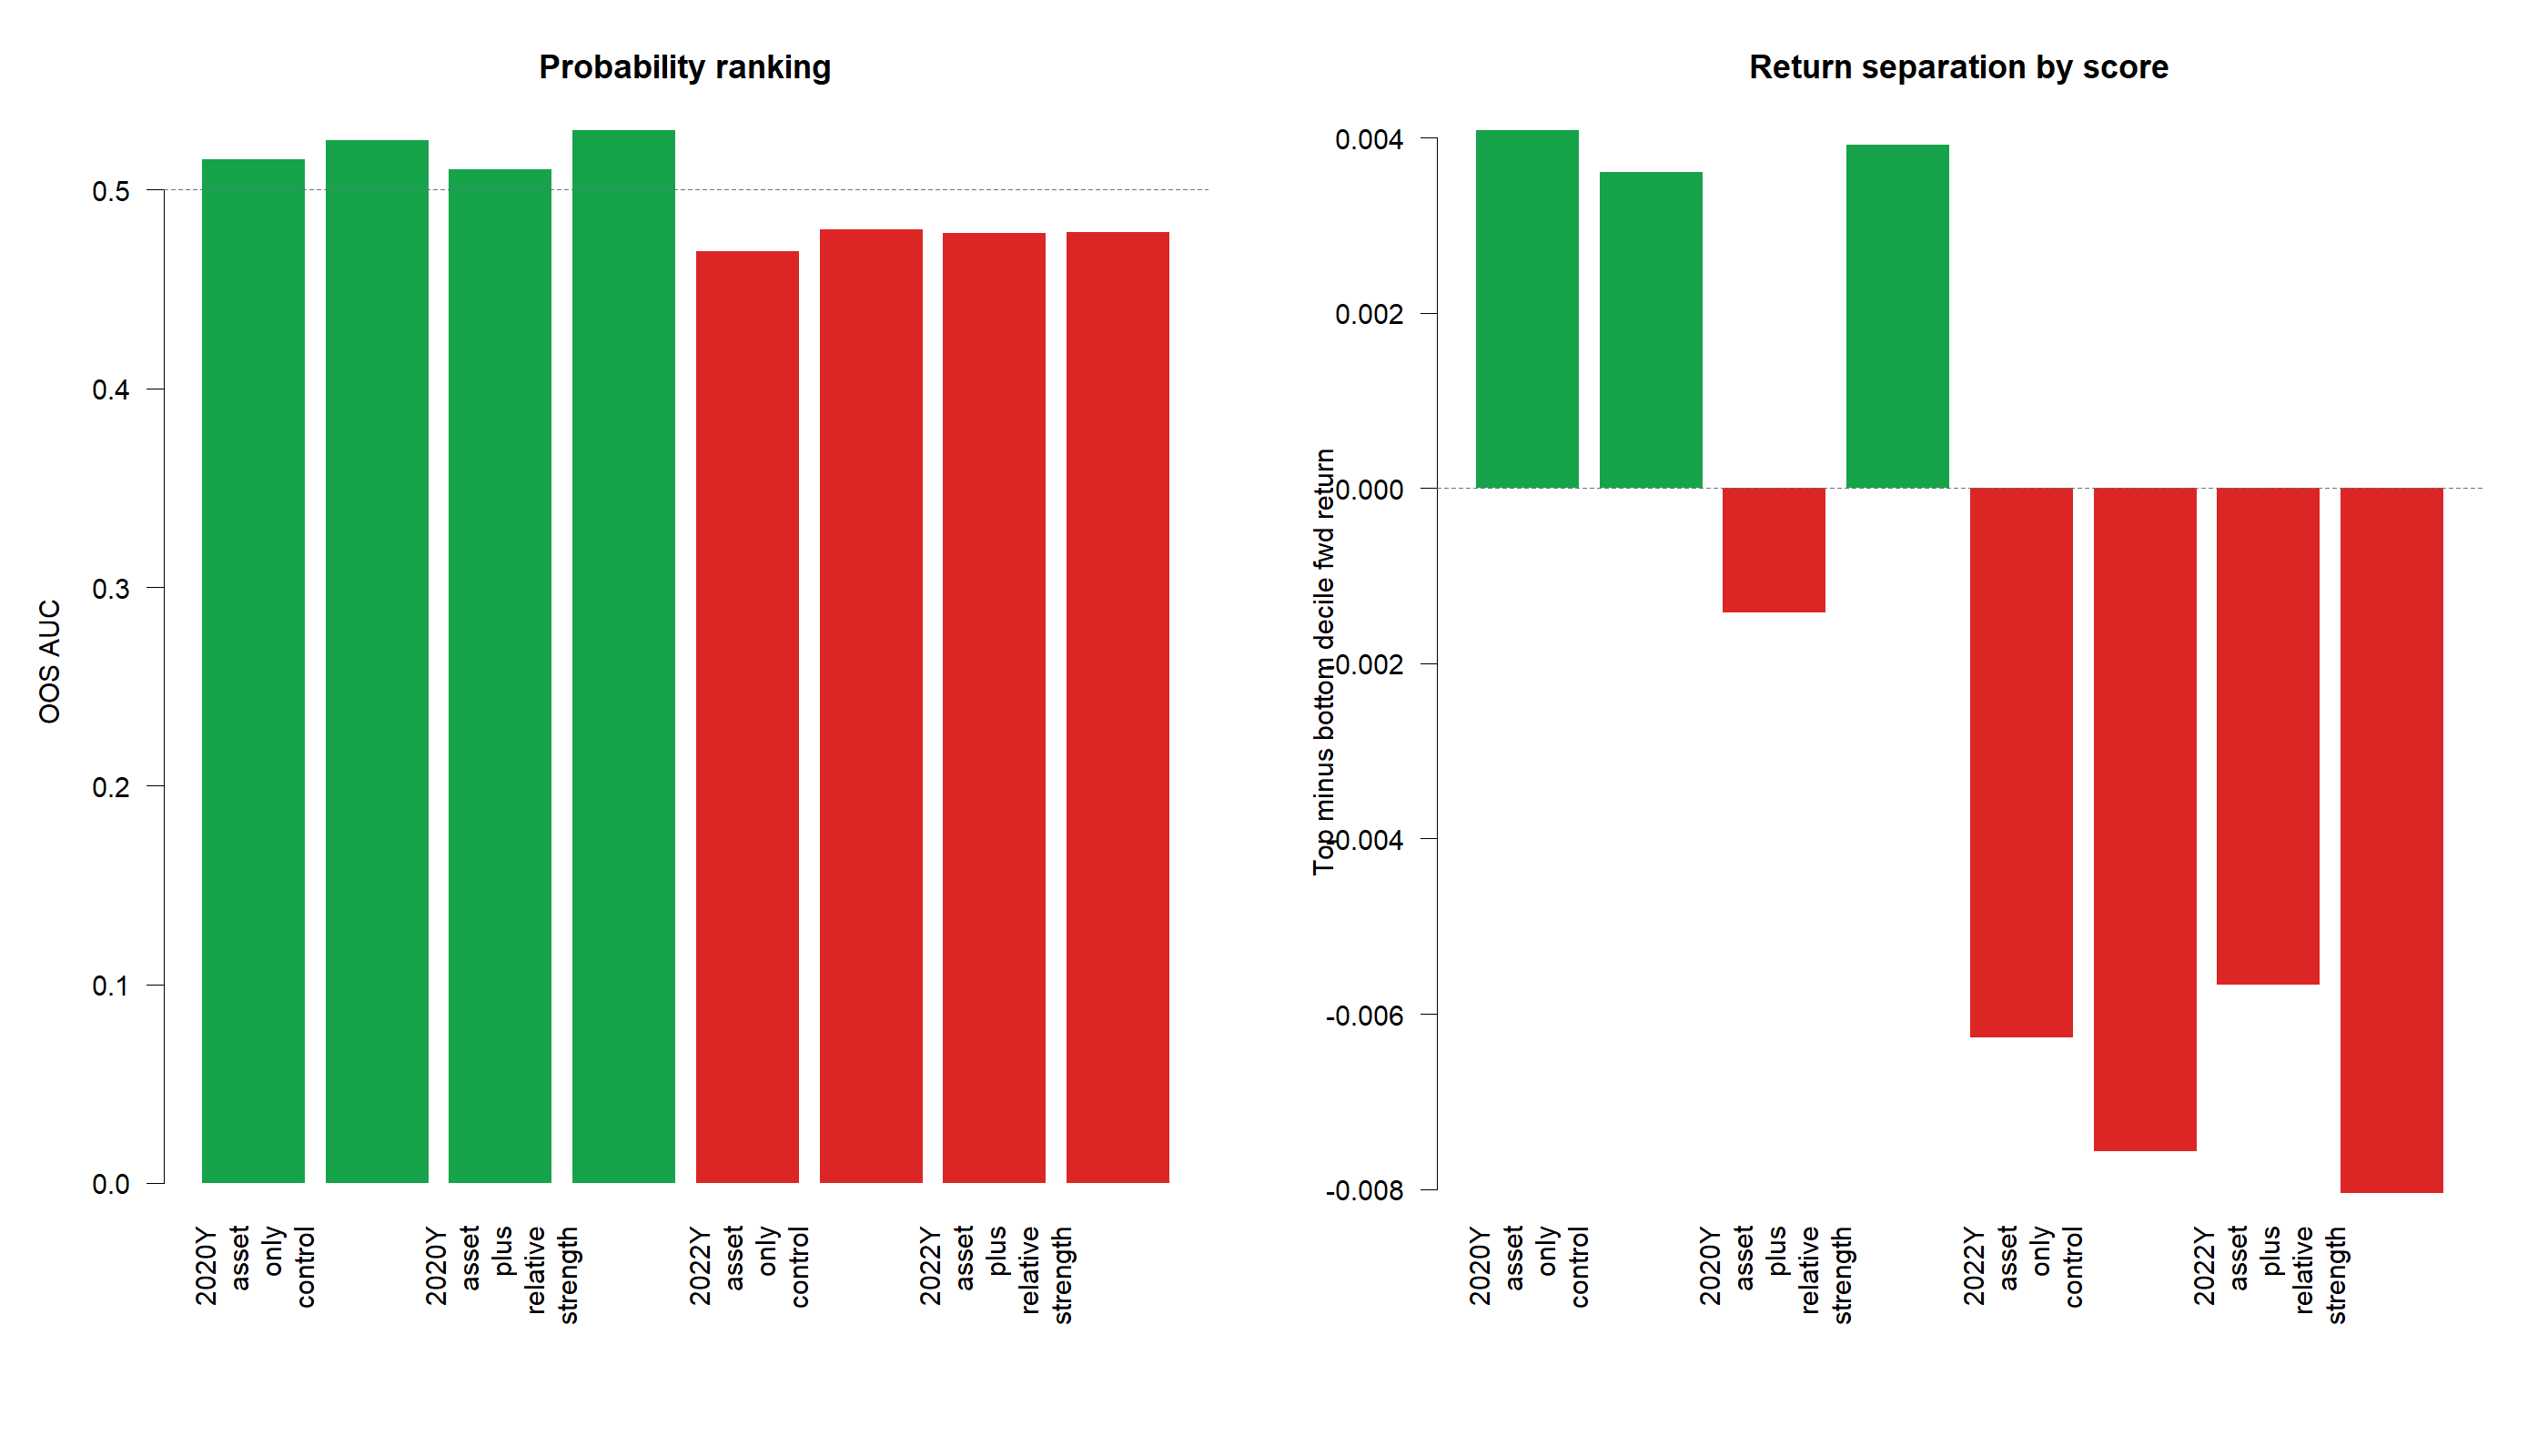 Probability ranking
OOS AUC
0.5
0.4
0.3
0.2
0.1
0.0
2020Y
asset
only
control
2020Y
asset
plus
relative
strength
2022Y
asset
only
control
2022Y
asset
plus
relative
strength
Return separation by score
Top minus bottom decile fwd return
0.004
0.002
0.000
-0.002
-0.004
-0.006
-0.008
2020Y
asset
only
control
2020Y
asset
plus
relative
strength
2022Y
asset
only
control
2022Y
asset
plus
relative
strength